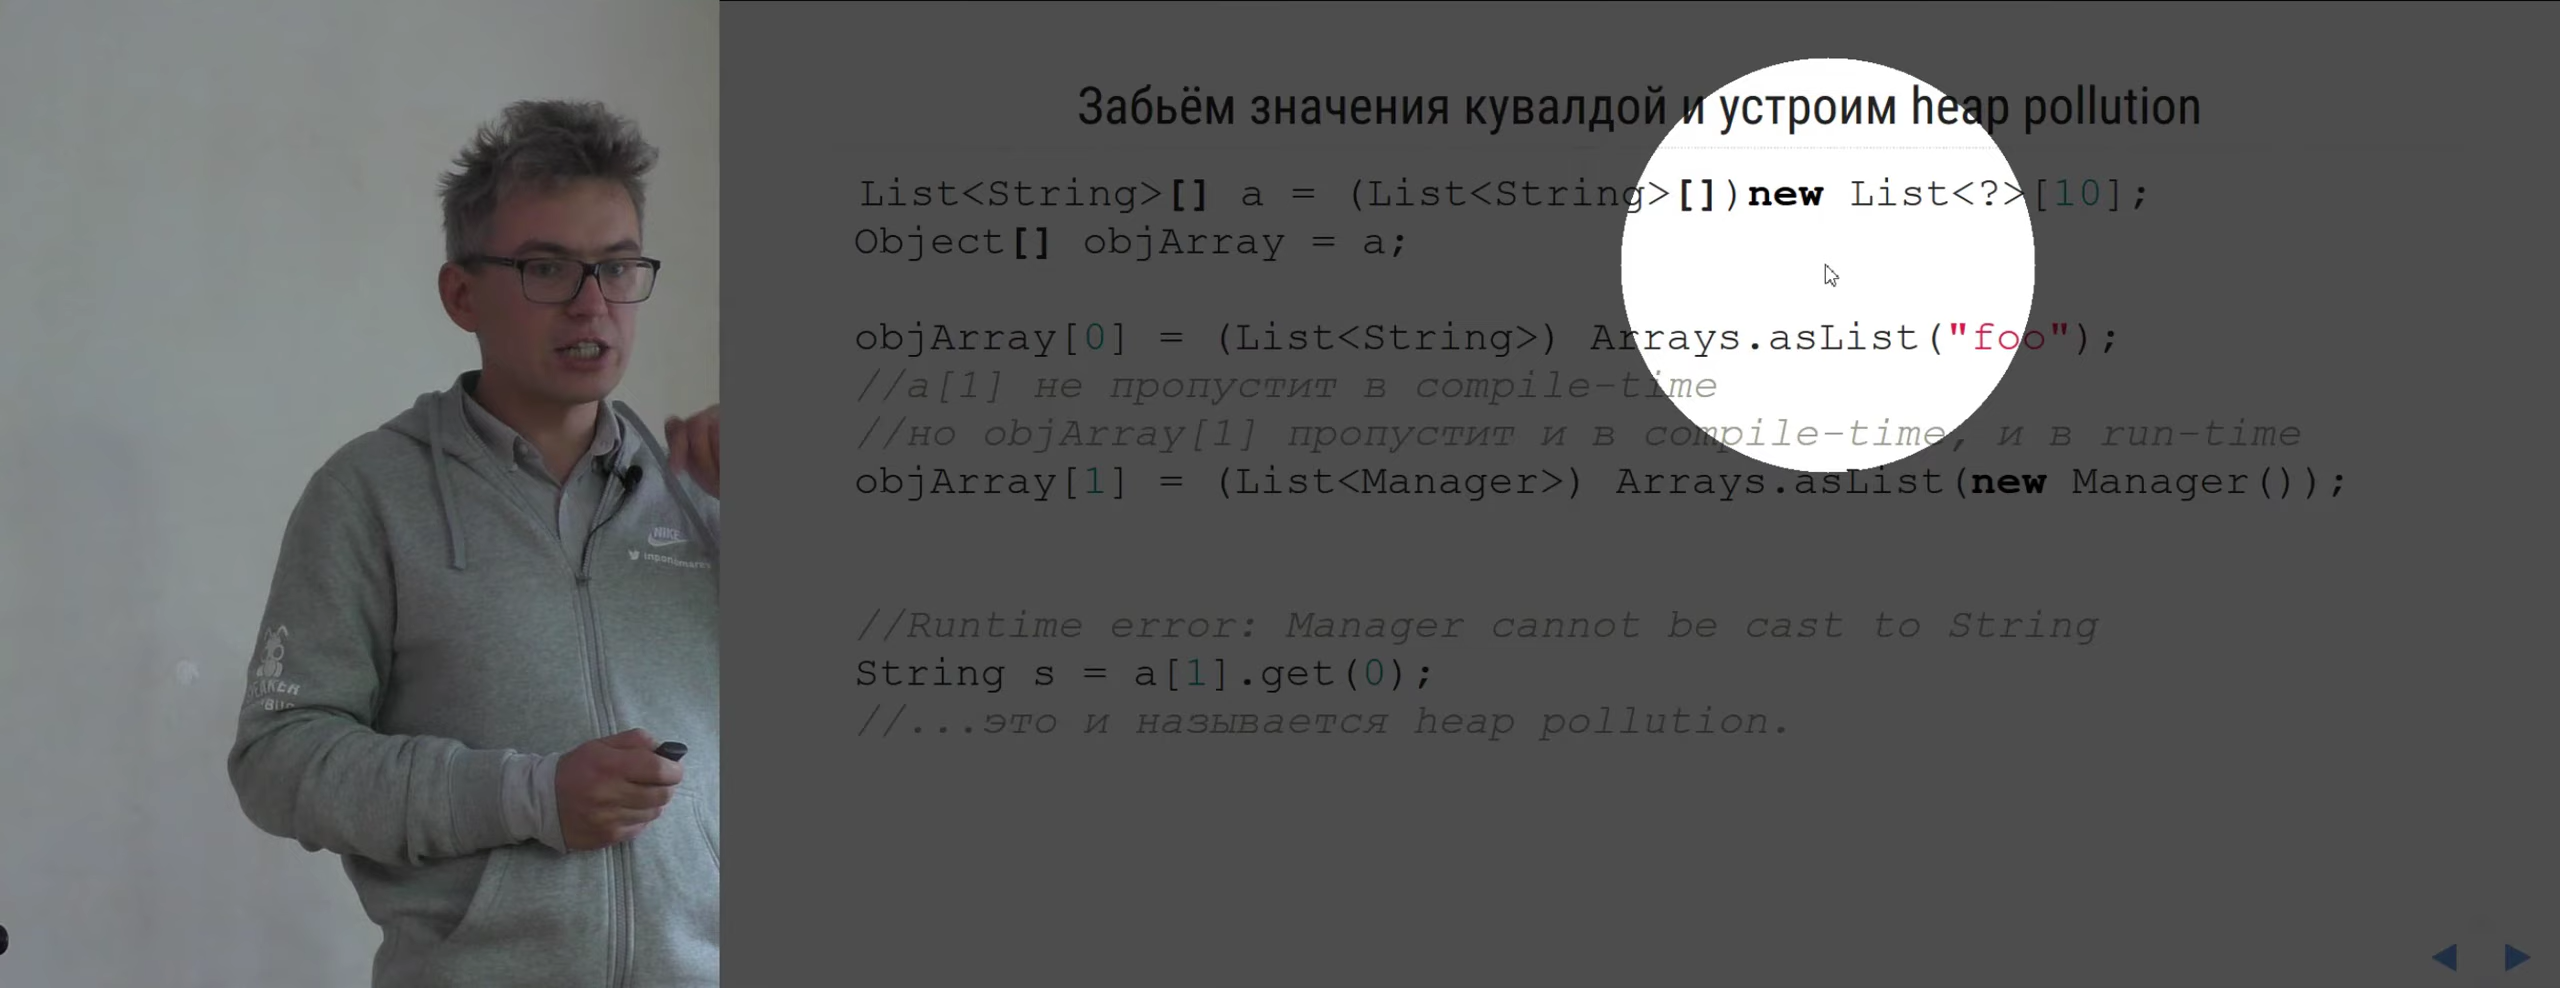 Забьём значения кувалдой и устроим heap pollution
List<String>[] a = (List<String>[])new List<?>[10];
Object[] objArray = a;
objArray[0] = (List<String>) Arrays.asList("foo");
//a[1] не пропустит в compile-time
//но objArray[1] пропустит и в compile-time, и в run-time
objArray[1] = (List<Manager>) Arrays.asList(new Manager());
//Runtime error: Manager cannot be cast to String
String s = a[1].get(0);
//...это и называется heap pollution.
NIKE